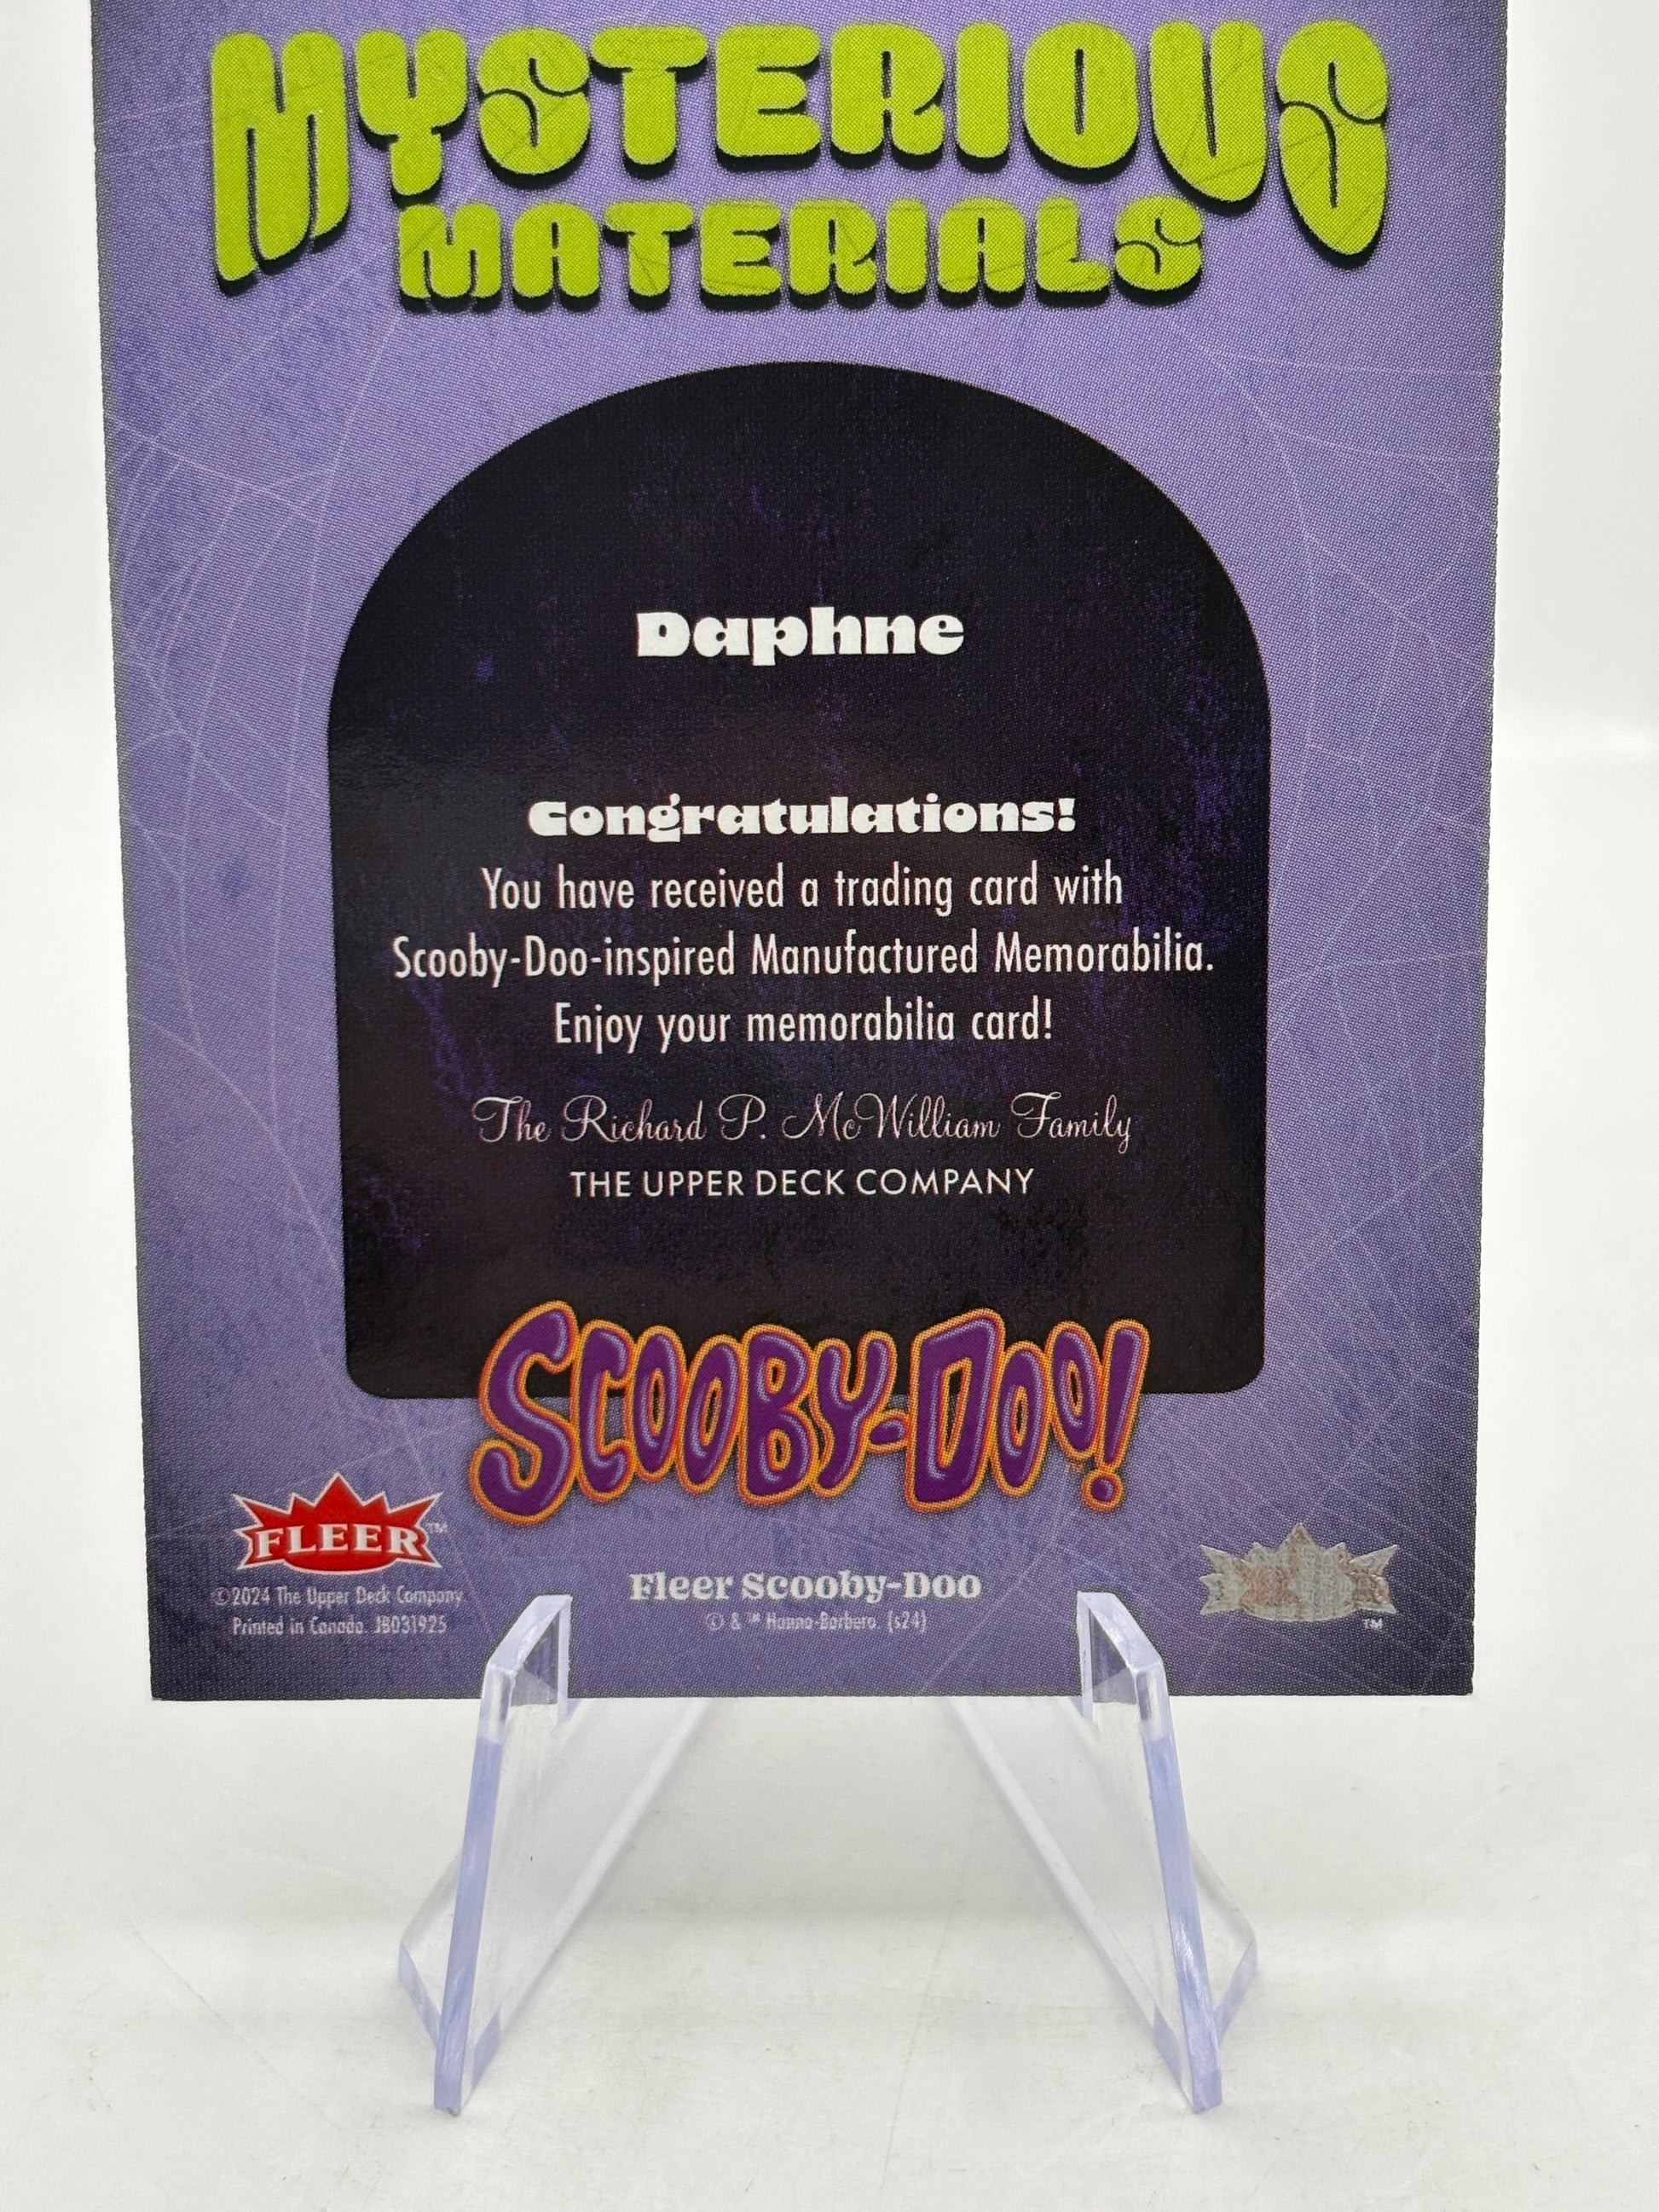 MYSTERIOUS
MATERIALS
Daphne
Congratulations!
You have received a trading card with
Scooby-Doo-inspired Manufactured Memorabilia.
Enjoy your memorabilia card!
The Richard P. McWilliam Family
THE UPPER DECK COMPANY
SCOOBY-DOO!
FLEER™
©2024 The Upper Deck Company
Printed in Canada. JB031925
Fleer Scooby-Doo
© & ™ Hanna-Barbera. (s24)
™